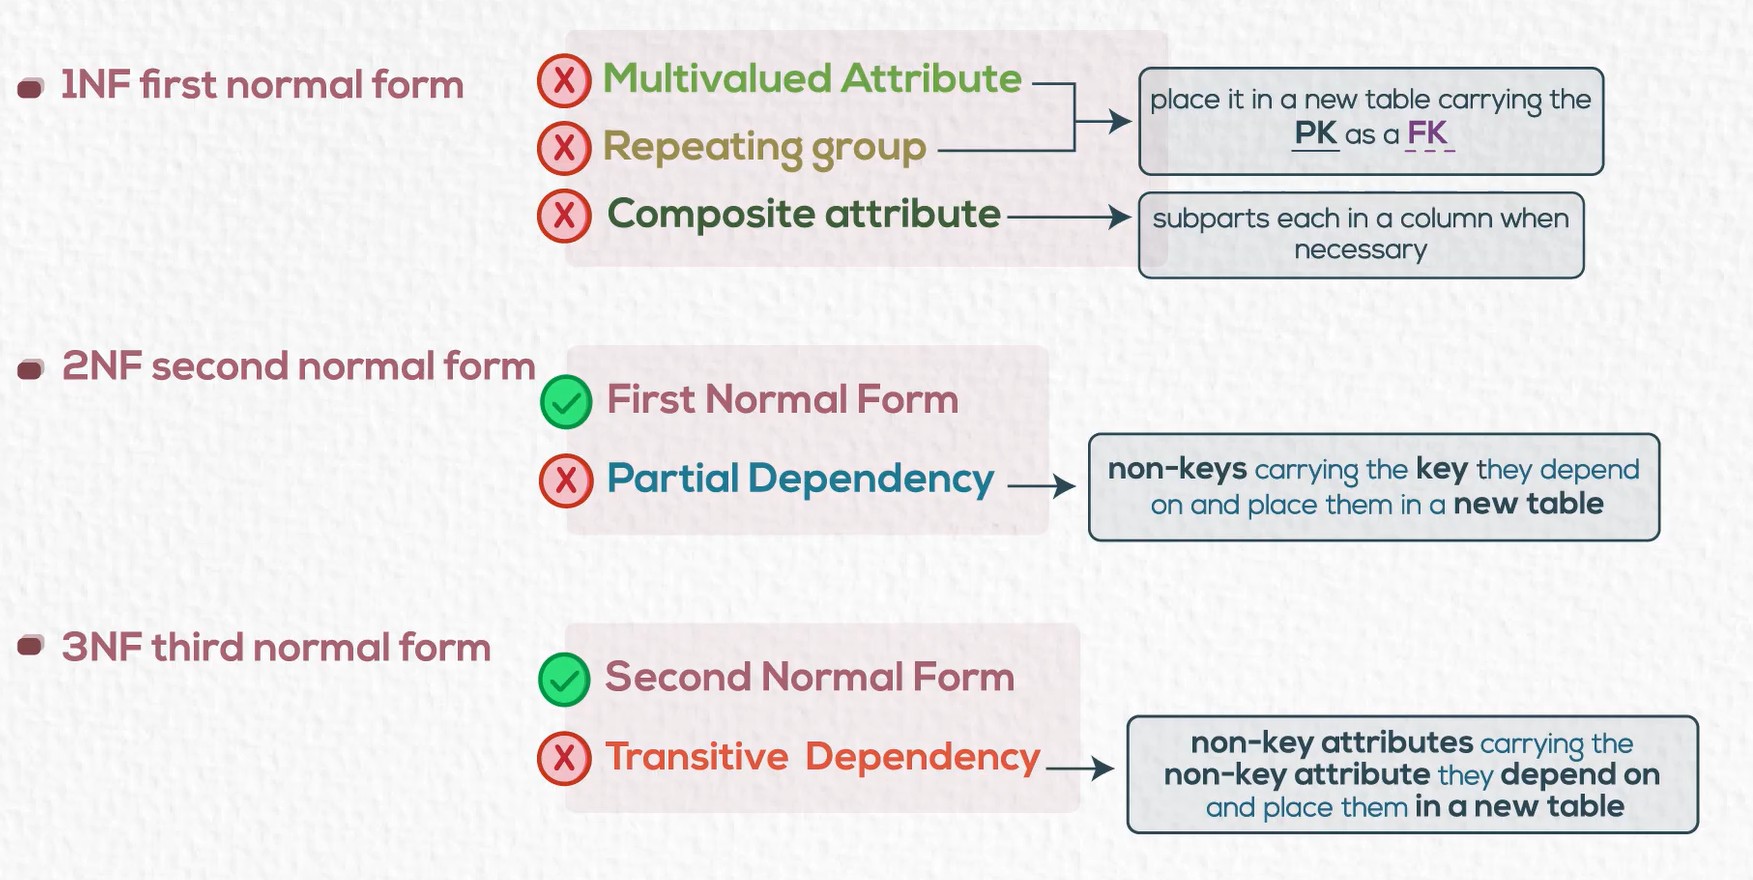 1NF first normal form
X Multivalued Attribute
X Repeating group
X Composite attribute
place it in a new table carrying the
PK as a FK
subparts each in a column when
necessary
2NF second normal form
First Normal Form
X Partial Dependency
non-keys carrying the key they depend
on and place them in a new table
3NF third normal form
Second Normal Form
X Transitive Dependency
non-key attributes carrying the
non-key attribute they depend on
and place them in a new table